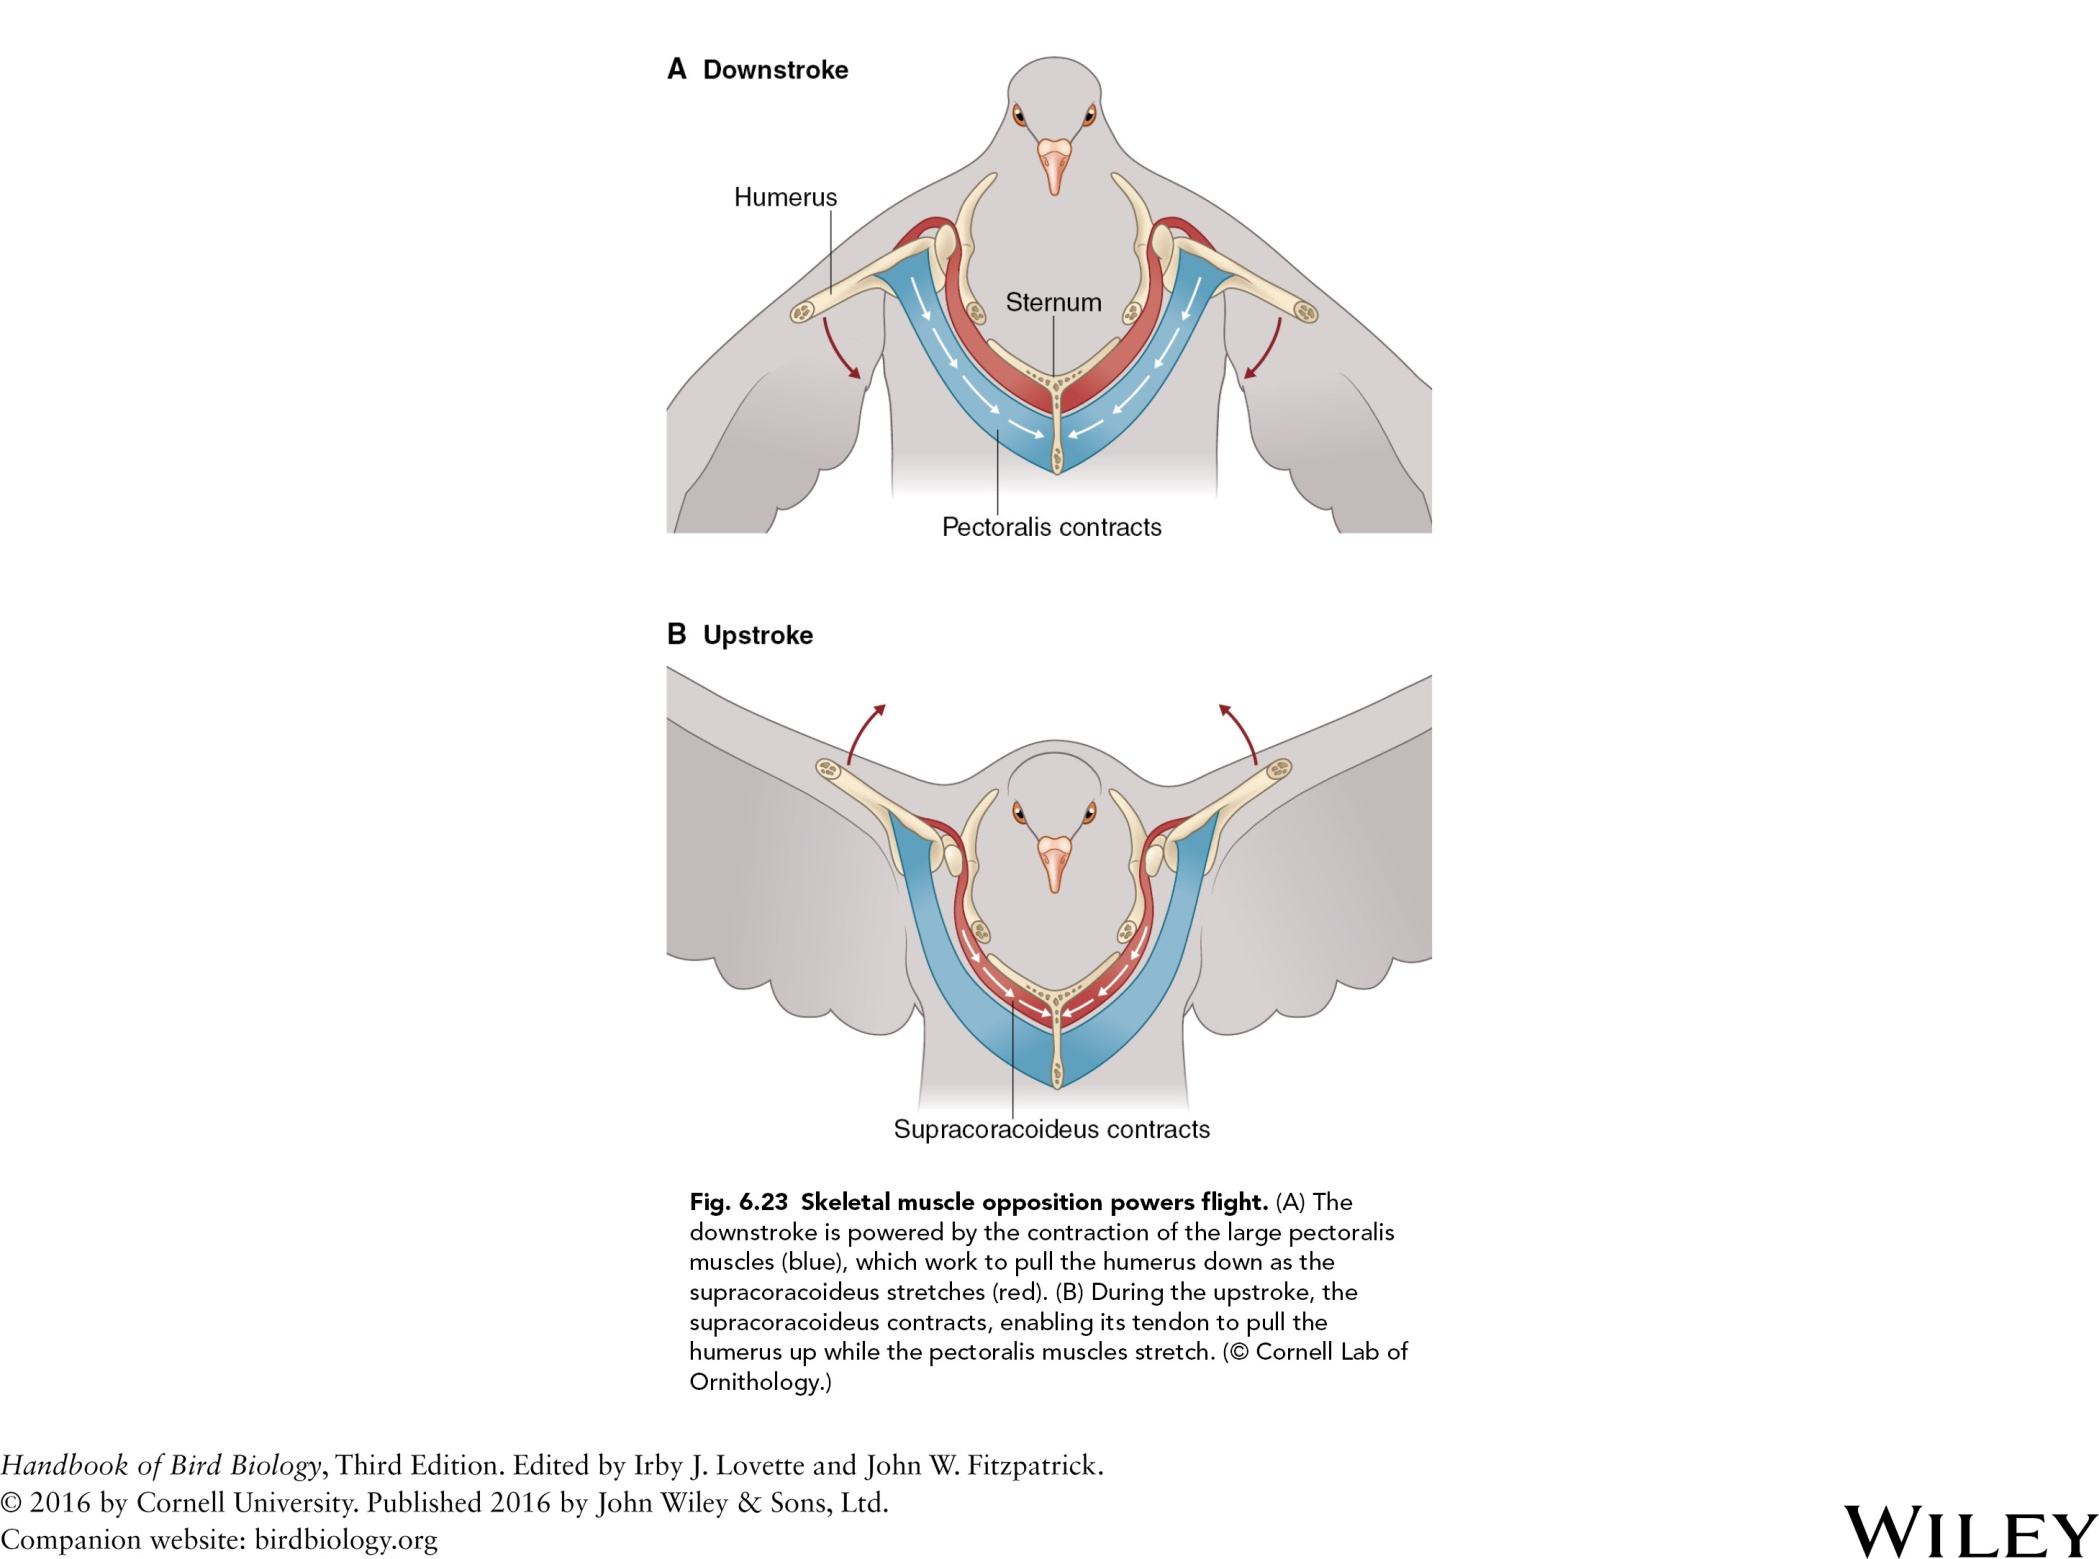 A Downstroke
Humerus
Sternum
Pectoralis contracts
B Upstroke
Supracoracoideus contracts
Fig. 6.23 Skeletal muscle opposition powers flight. (A) The
downstroke is powered by the contraction of the large pectoralis
muscles (blue), which work to pull the humerus down as the
supracoracoideus stretches (red). (B) During the upstroke, the
supracoracoideus contracts, enabling its tendon to pull the
humerus up while the pectoralis muscles stretch. (© Cornell Lab of
Ornithology.)
Handbook of Bird Biology, Third Edition. Edited by Irby J. Lovette and John W. Fitzpatrick.
© 2016 by Cornell University. Published 2016 by John Wiley & Sons, Ltd.
Companion website: birdbiology.org
WILEY